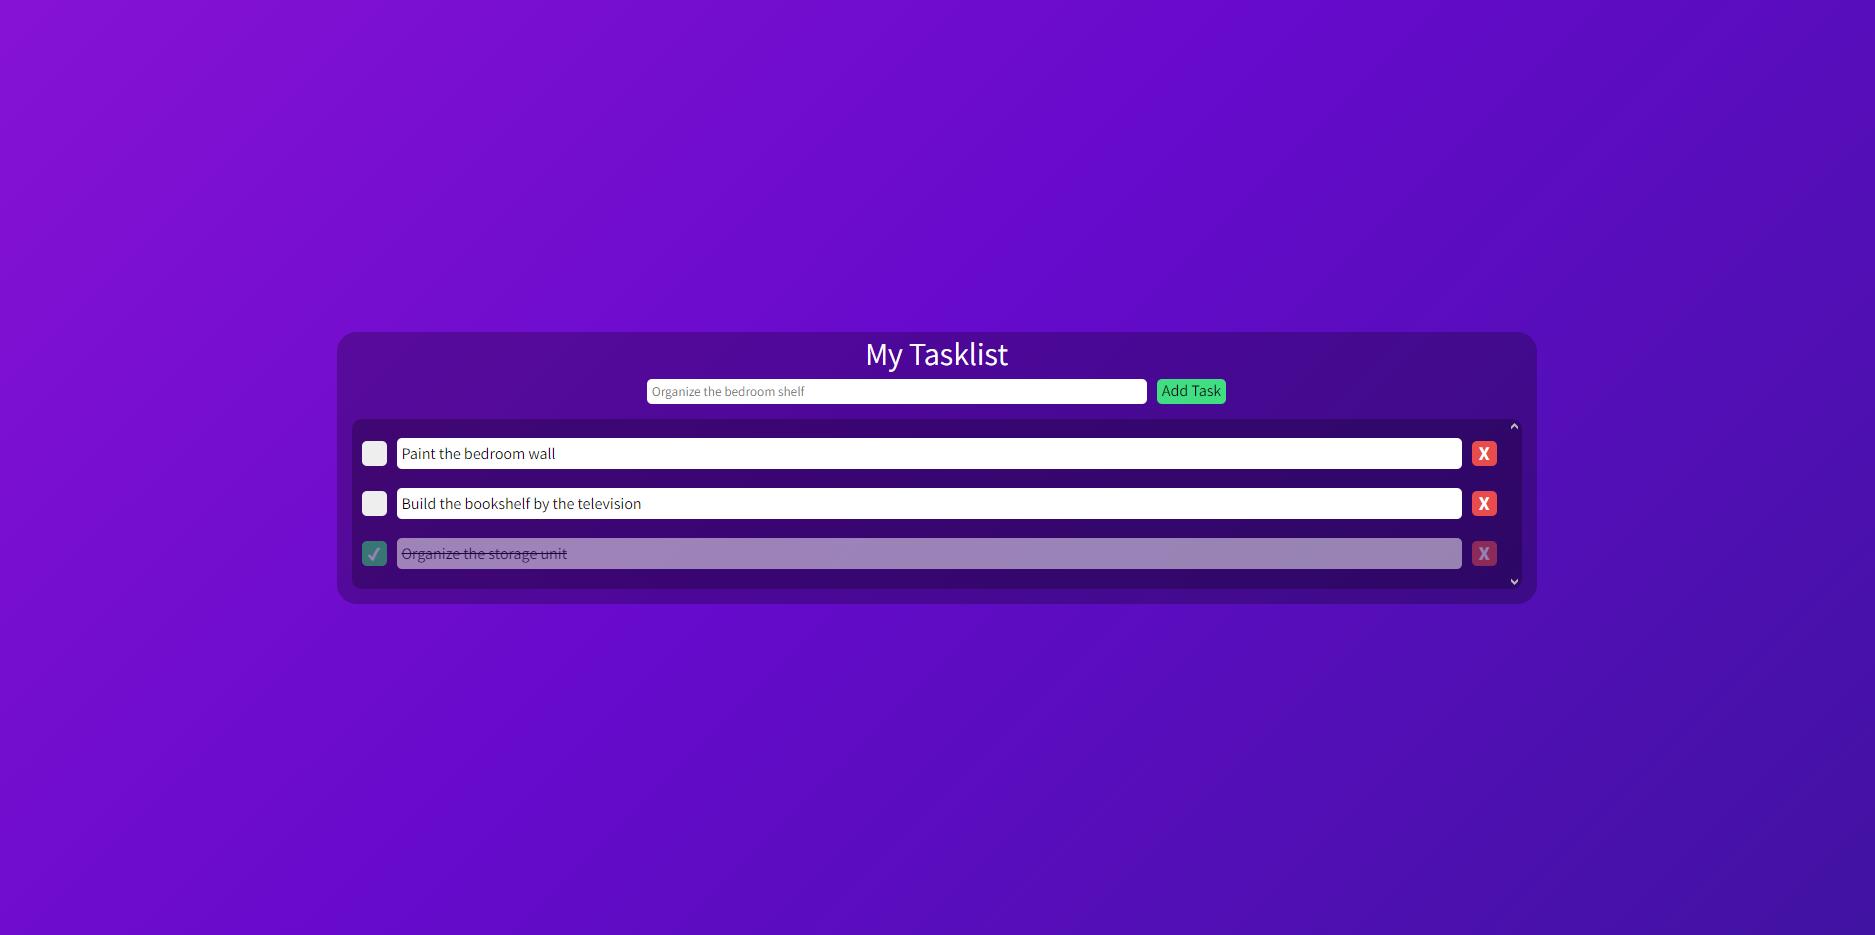 My Tasklist
Organize the bedroom shelf
Add Task
Paint the bedroom wall
X
Build the bookshelf by the television
X
Organize the storage unit
X